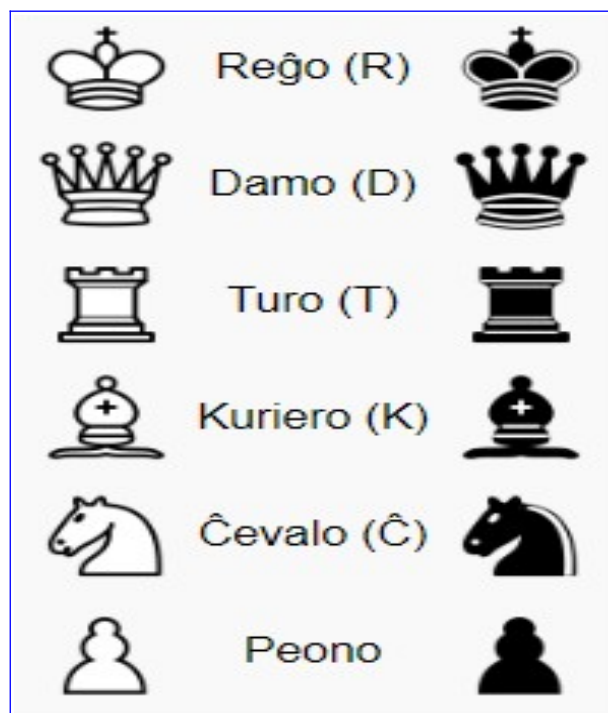 Reĝo (R)
Damo (D)
Turo (T)
Kuriero (K)
Ĉevalo (Ĉ)
Peono